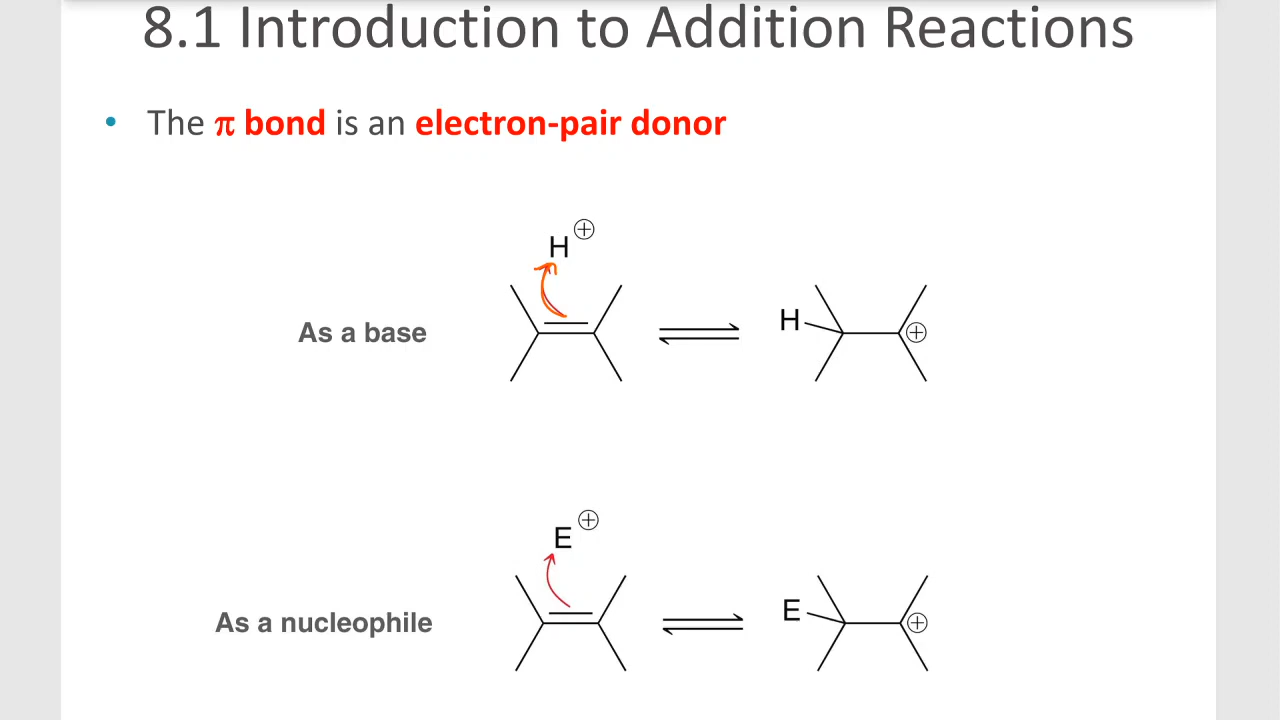 8.1 Introduction to Addition Reactions
• The π bond is an electron-pair donor
H ⊕
As a base
H ⊕
E ⊕
As a nucleophile
E ⊕